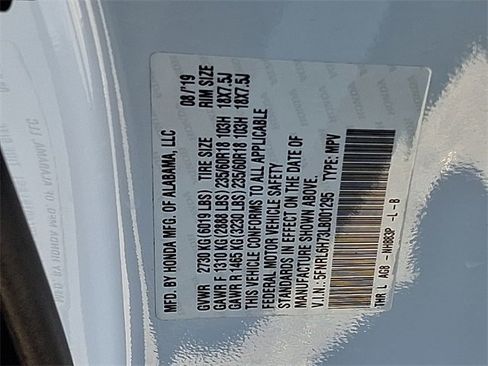 MFD. BY HONDA MFG. OF ALABAMA, LLC 08/'19
GVWR 2730 KG (6019 LBS) TIRE SIZE RIM SIZE
GAWR F 1310 KG (2888 LBS) 235/60R18 103H 18X7.5J
GAWR R 1465 KG (3230 LBS) 235/60R18 103H 18X7.5J
THIS VEHICLE CONFORMS TO ALL APPLICABLE
FEDERAL MOTOR VEHICLE SAFETY
STANDARDS IN EFFECT ON THE DATE OF
MANUFACTURE SHOWN ABOVE.
V.I.N.: 5FNRL6H73LB001295 TYPE: MPV
THR L AC8 - NH883P - L - B